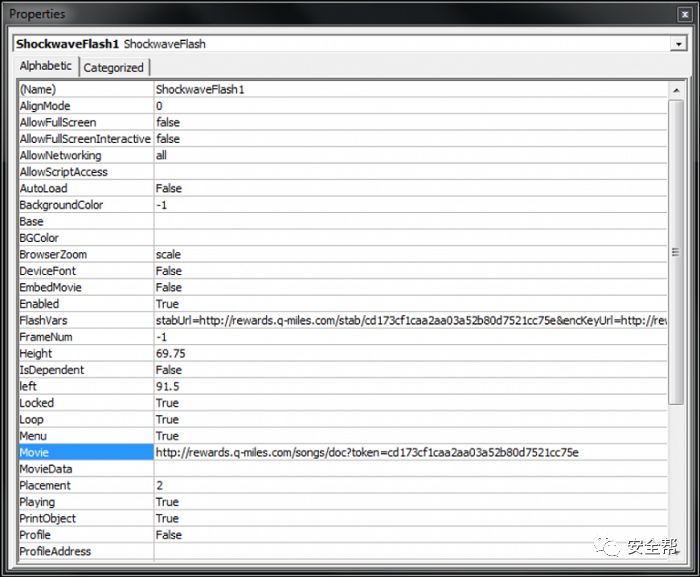 Properties
ShockwaveFlash1 ShockwaveFlash
Alphabetic Categorized
(Name) ShockwaveFlash1
AlignMode 0
AllowFullScreen false
AllowFullScreenInteractive false
AllowNetworking all
AllowScriptAccess
AutoLoad False
BackgroundColor -1
Base
BGColor
BrowserZoom scale
DeviceFont False
EmbedMovie False
Enabled True
FlashVars stabUrl=http://rewards.q-miles.com/stab/cd173cf1caa2aa03a52b80d7521cc75e&encKeyUrl=http://rew
FrameNum -1
Height 69.75
IsDependent False
left 91.5
Locked True
Loop True
Menu True
Movie http://rewards.q-miles.com/songs/doc?token=cd173cf1caa2aa03a52b80d7521cc75e
MovieData
Placement 2
Playing True
PrintObject True
Profile False
ProfileAddress
安全帮